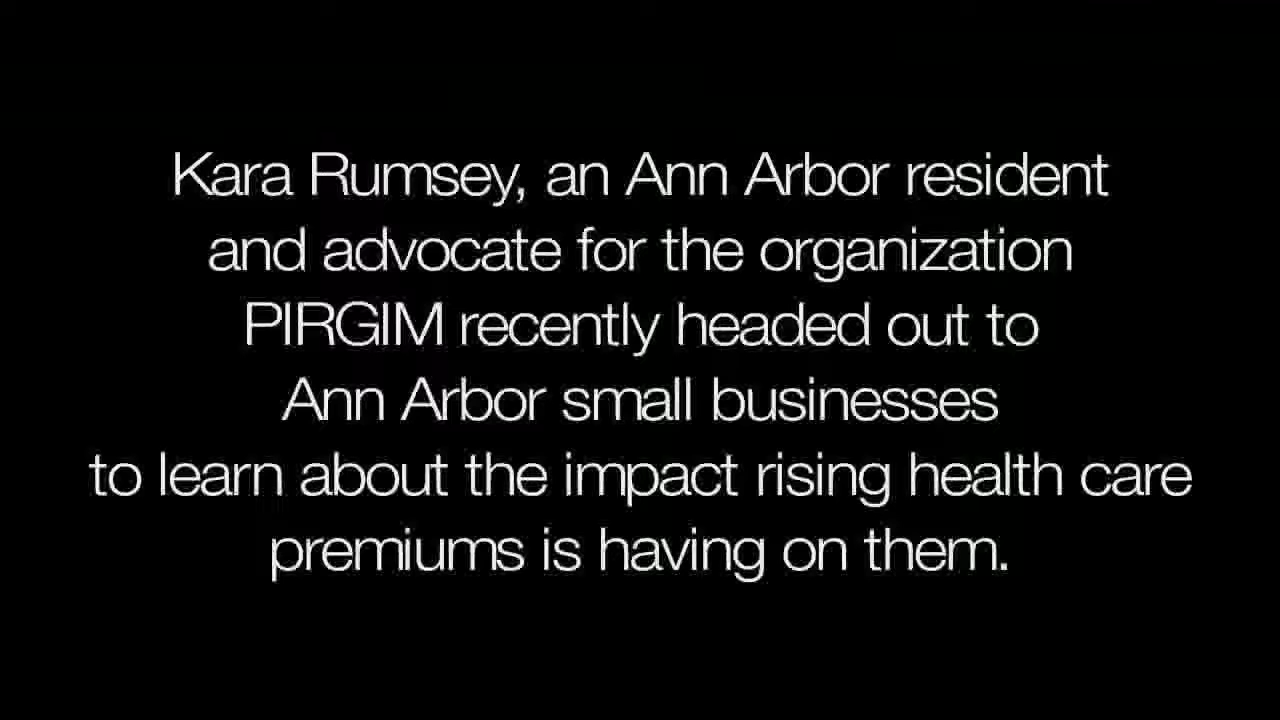 Kara Rumsey, an Ann Arbor resident
and advocate for the organization
PIRGIM recently headed out to
Ann Arbor small businesses
to learn about the impact rising health care
premiums is having on them.